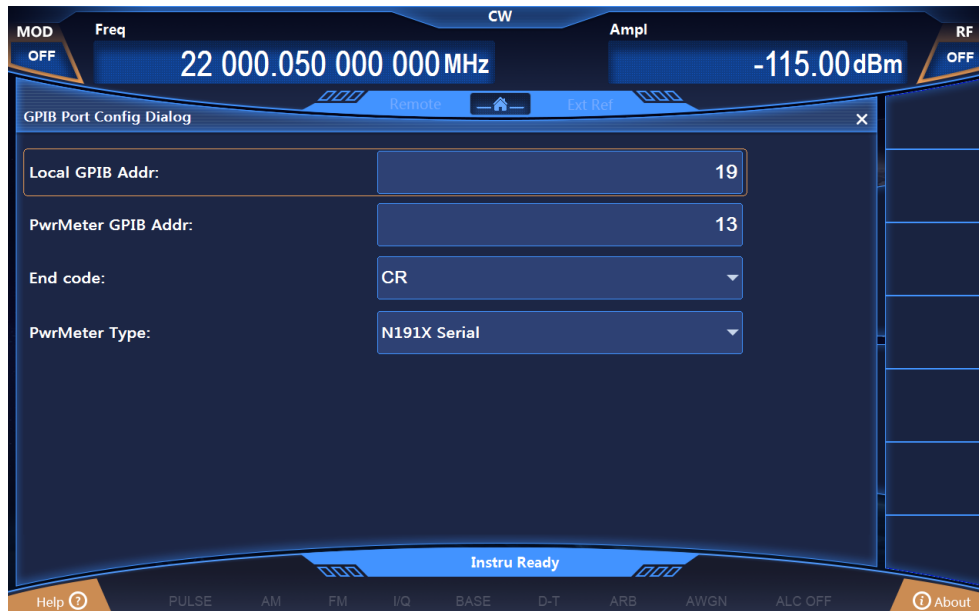 CW
MOD Freq Ampl RF
OFF 22 000.050 000 000 MHz -115.00 dBm OFF
Remote Ext Ref
GPIB Port Config Dialog ×
Local GPIB Addr: 19
PwrMeter GPIB Addr: 13
End code: CR
PwrMeter Type: N191X Serial
Instru Ready
Help ? PULSE AM FM I/Q BASE D-T ARB AWGN ALC OFF i About